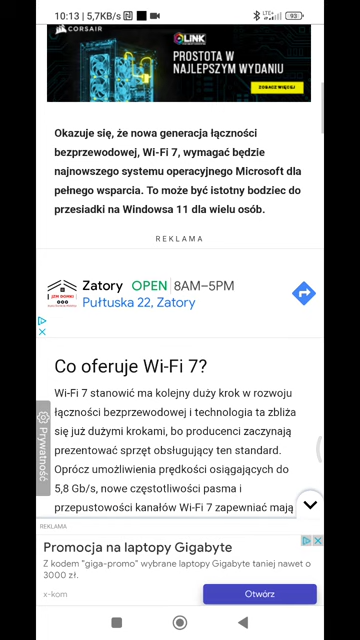 10:13 | 5,7KB/s
LTE+
93
CORSAIR
iCUE LINK
PROSTOTA W
NAJLEPSZYM WYDANIU
ZOBACZ WIĘCEJ
Okazuje się, że nowa generacja łączności
bezprzewodowej, Wi-Fi 7, wymagać będzie
najnowszego systemu operacyjnego Microsoft dla
pełnego wsparcia. To może być istotny bodziec do
przesiadki na Windowsa 11 dla wielu osób.
REKLAMA
Zatory OPEN 8AM–5PM
Pułtuska 22, Zatory
Co oferuje Wi-Fi 7?
Wi-Fi 7 stanowić ma kolejny duży krok w rozwoju
łączności bezprzewodowej i technologia ta zbliża
się już dużymi krokami, bo producenci zaczynają
prezentować sprzęt obsługujący ten standard.
Oprócz umożliwienia prędkości osiągających do
5,8 Gb/s, nowe częstotliwości pasma i
przepustowości kanałów Wi-Fi 7 zapewniać mają
Prywatność
REKLAMA
Promocja na laptopy Gigabyte
Z kodem "giga-promo" wybrane laptopy Gigabyte taniej nawet o
3000 zł.
x-kom
Otwórz